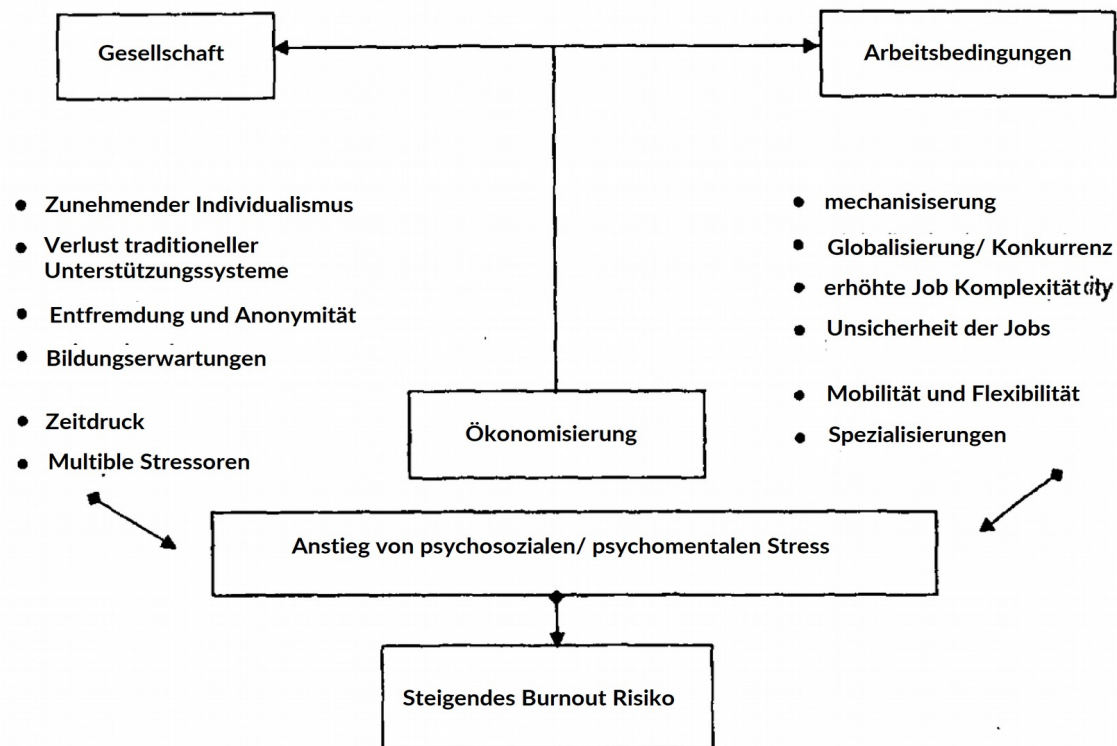 Gesellschaft
Arbeitsbedingungen
Zunehmender Individualismus
Verlust traditioneller
Unterstützungssysteme
Entfremdung und Anonymität
Bildungserwartungen
Zeitdruck
Multible Stressoren
mechanisiserung
Globalisierung/ Konkurrenz
erhöhte Job Komplexität ity
Unsicherheit der Jobs
Mobilität und Flexibilität
Spezialisierungen
Ökonomisierung
Anstieg von psychosozialen/ psychomentalen Stress
Steigendes Burnout Risiko